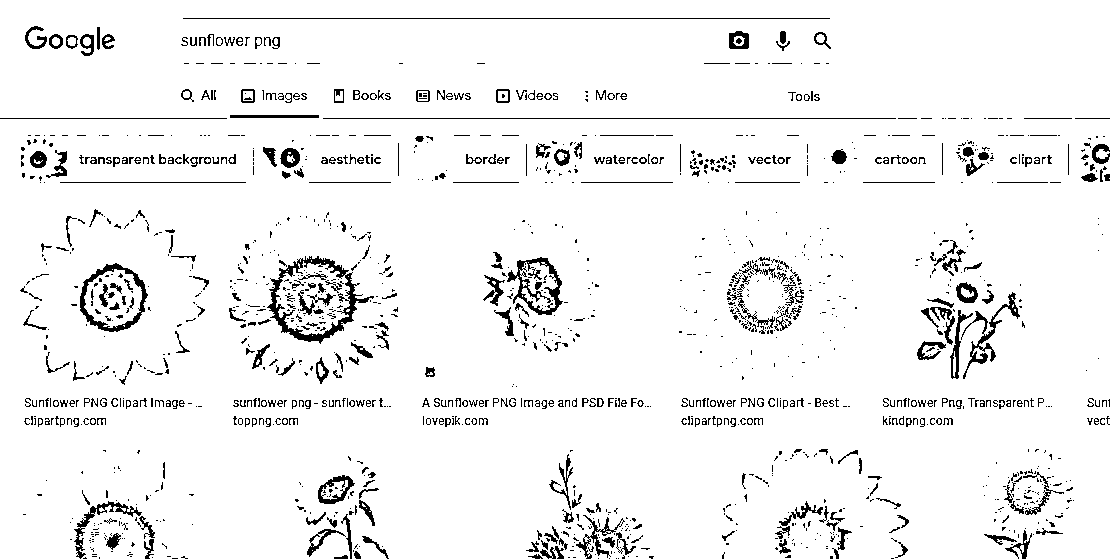 Google
sunflower png
All Images Books News Videos More Tools
transparent background aesthetic border watercolor vector cartoon clipart
Sunflower PNG Clipart Image - ...
clipartpng.com
sunflower png - sunflower t...
toppng.com
A Sunflower PNG Image and PSD File Fo...
lovepik.com
Sunflower PNG Clipart - Best ...
clipartpng.com
Sunflower Png, Transparent P...
kindpng.com